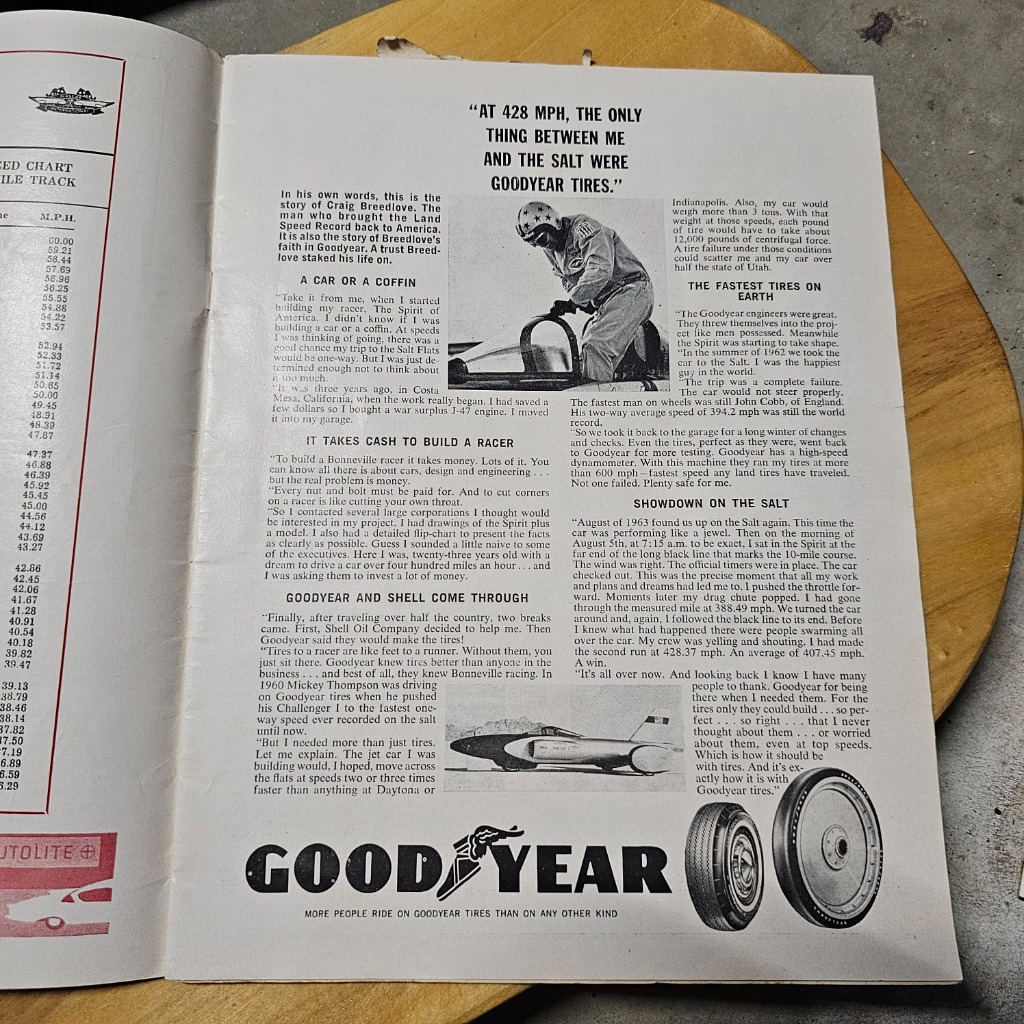 EED CHART
ILE TRACK
M.P.H.
60.00
59.21
58.44
57.69
56.96
56.25
55.55
54.88
54.22
53.57
52.94
52.33
51.72
51.14
50.65
50.00
49.45
48.91
48.39
47.87
47.37
46.88
46.39
45.92
45.45
45.00
44.56
44.12
43.69
43.27
42.86
42.45
42.06
41.67
41.28
40.91
40.54
40.18
39.82
39.47
39.13
38.79
38.46
38.14
37.82
37.50
7.19
6.89
6.59
6.29
UTOLITE
"AT 428 MPH, THE ONLY
THING BETWEEN ME
AND THE SALT WERE
GOODYEAR TIRES."
In his own words, this is the
story of Craig Breedlove. The
man who brought the Land
Speed Record back to America.
It is also the story of Breedlove's
faith in Goodyear. A trust Breed-
love staked his life on.
A CAR OR A COFFIN
"Take it from me, when I started
building my racer, The Spirit of
America, I didn't know if I was
building a car or a coffin. At speeds
I was thinking of going, there was a
good chance my trip to the Salt Flats
would be one-way. But I was just de-
termined enough not to think about
it too much.
"It was three years ago, in Costa
Mesa, California, when the work really began. I had saved a
few dollars so I bought a war surplus J-47 engine. I moved
it into my garage.
IT TAKES CASH TO BUILD A RACER
"To build a Bonneville racer it takes money. Lots of it. You
can know all there is about cars, design and engineering . . .
but the real problem is money.
"Every nut and bolt must be paid for. And to cut corners
on a racer is like cutting your own throat.
"So I contacted several large corporations I thought would
be interested in my project. I had drawings of the Spirit plus
a model. I also had a detailed flip-chart to present the facts
as clearly as possible. Guess I sounded a little naive to some
of the executives. Here I was, twenty-three years old with a
dream to drive a car over four hundred miles an hour . . . and
I was asking them to invest a lot of money.
GOODYEAR AND SHELL COME THROUGH
"Finally, after traveling over half the country, two breaks
came. First, Shell Oil Company decided to help me. Then
Goodyear said they would make the tires!
"Tires to a racer are like feet to a runner. Without them, you
just sit there. Goodyear knew tires better than anyone in the
business . . . and best of all, they knew Bonneville racing. In
1960 Mickey Thompson was driving
on Goodyear tires when he pushed
his Challenger I to the fastest one-
way speed ever recorded on the salt
until now.
"But I needed more than just tires.
Let me explain. The jet car I was
building would, I hoped, move across
the flats at speeds two or three times
faster than anything at Daytona or
Indianapolis. Also, my car would
weigh more than 3 tons. With that
weight at those speeds, each pound
of tire would have to take about
12,000 pounds of centrifugal force.
A tire failure under those conditions
could scatter me and my car over
half the state of Utah.
THE FASTEST TIRES ON
EARTH
"The Goodyear engineers were great.
They threw themselves into the proj-
ect like men possessed. Meanwhile
the Spirit was starting to take shape.
"In the summer of 1962 we took the
car to the Salt. I was the happiest
guy in the world.
"The trip was a complete failure.
The car would not steer properly.
The fastest man on wheels was still John Cobb, of England.
His two-way average speed of 394.2 mph was still the world
record.
"So we took it back to the garage for a long winter of changes
and checks. Even the tires, perfect as they were, went back
to Goodyear for more testing. Goodyear has a high-speed
dynamometer. With this machine they ran my tires at more
than 600 mph—fastest speed any land tires have traveled.
Not one failed. Plenty safe for me.
SHOWDOWN ON THE SALT
"August of 1963 found us up on the Salt again. This time the
car was performing like a jewel. Then on the morning of
August 5th, at 7:15 a.m. to be exact, I sat in the Spirit at the
far end of the long black line that marks the 10-mile course.
The wind was right. The official timers were in place. The car
checked out. This was the precise moment that all my work
and plans and dreams had led me to. I pushed the throttle for-
ward. Moments later my drag chute popped. I had gone
through the measured mile at 388.49 mph. We turned the car
around and, again, I followed the black line to its end. Before
I knew what had happened there were people swarming all
over the car. My crew was yelling and shouting. I had made
the second run at 428.37 mph. An average of 407.45 mph.
A win.
"It's all over now. And looking back I know I have many
people to thank. Goodyear for being
there when I needed them. For the
tires only they could build . . . so per-
fect . . . so right . . . that I never
thought about them . . . or worried
about them, even at top speeds.
Which is how it should be
with tires. And it's ex-
actly how it is with
Goodyear tires."
GOODYEAR
MORE PEOPLE RIDE ON GOODYEAR TIRES THAN ON ANY OTHER KIND